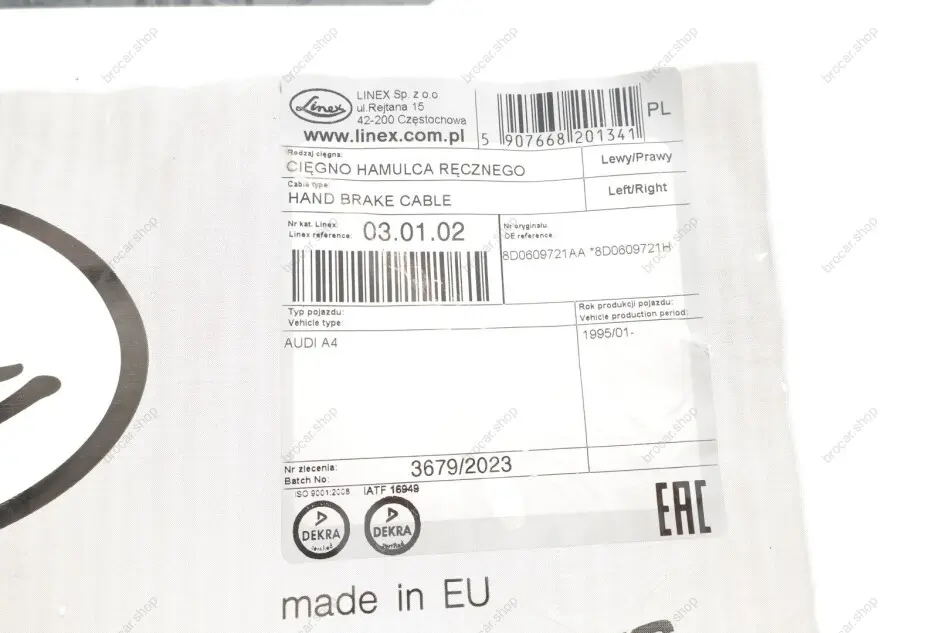 Linex
LINEX Sp. z o.o
ul.Rejtana 15
42-200 Częstochowa
www.linex.com.pl
5 907668 201341
PL
Rodzaj cięgna:
CIĘGNO HAMULCA RĘCZNEGO
Lewy/Prawy
Cable type:
HAND BRAKE CABLE
Left/Right
Nr kat. Linex:
Linex reference:
03.01.02
Nr oryginału
OE reference:
8D0609721AA *8D0609721H
Typ pojazdu:
Vehicle type:
AUDI A4
Rok produkcji pojazdu:
Vehicle production period:
1995/01-
Nr zlecenia:
Batch No:
3679/2023
ISO 9001:2008
IATF 16949
DEKRA
DEKRA
EAC
made in EU
brocar.shop